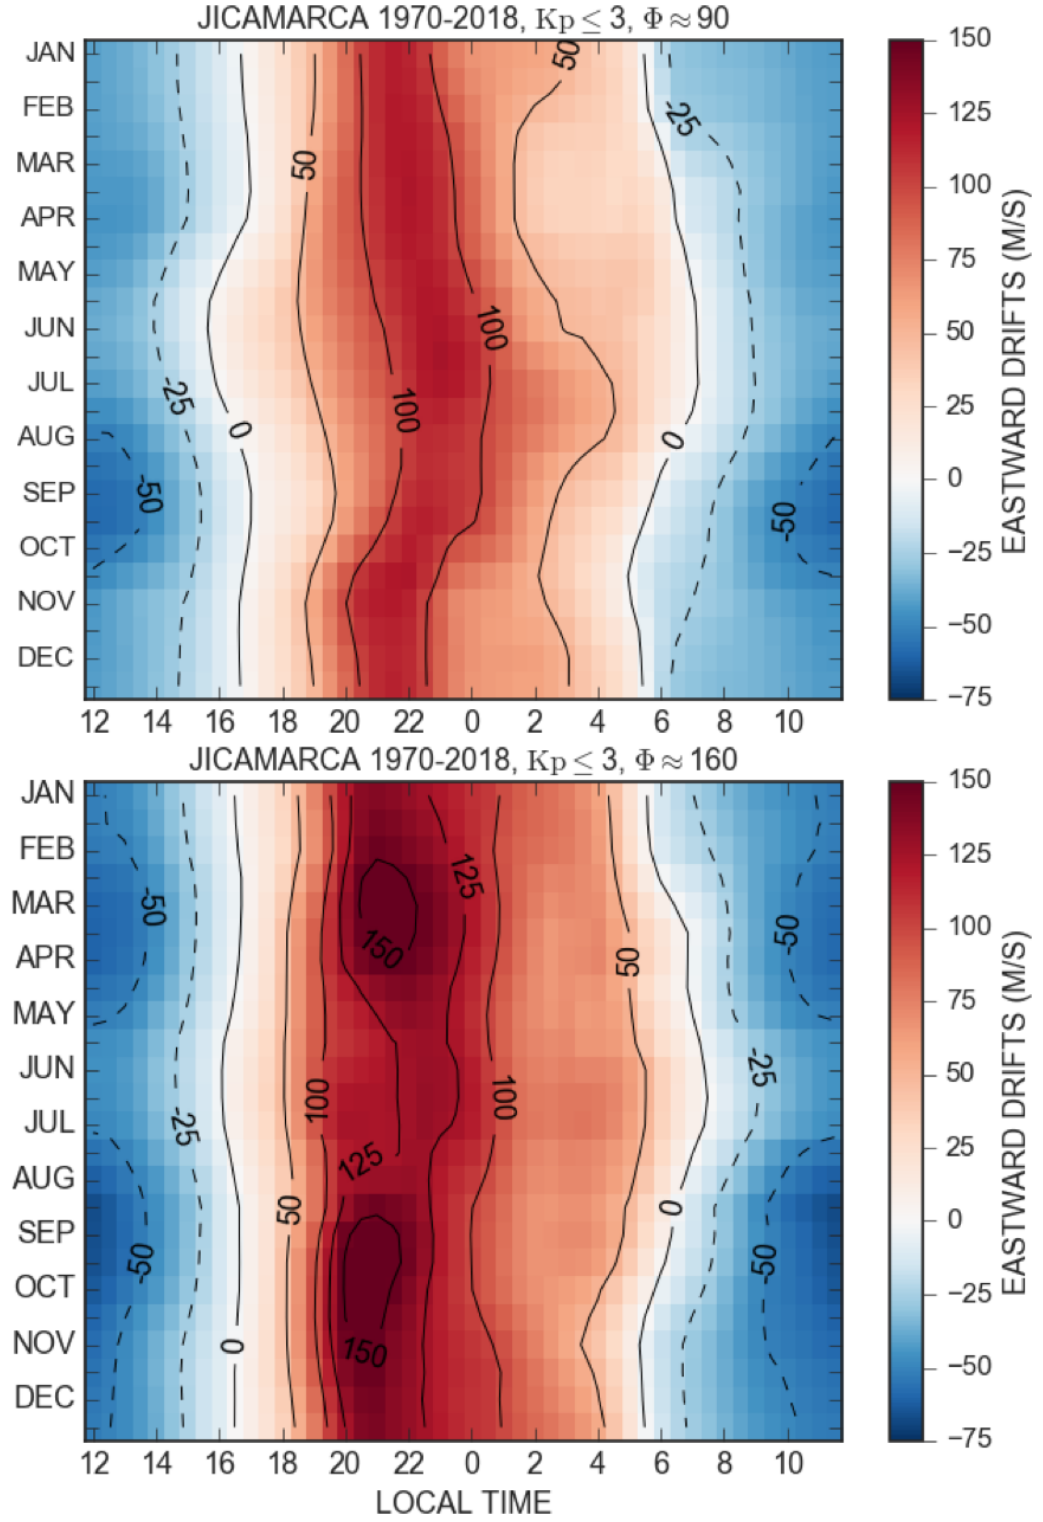 JICAMARCA 1970-2018, Kp ≤ 3, Φ ≈ 90
JAN
FEB
MAR
APR
MAY
JUN
JUL
AUG
SEP
OCT
NOV
DEC
50
50
-25
100
100
-25
0
0
-50
-50
12 14 16 18 20 22 0 2 4 6 8 10
150
125
100
75
50
25
0
−25
−50
−75
EASTWARD DRIFTS (M/S)
JICAMARCA 1970-2018, Kp ≤ 3, Φ ≈ 160
JAN
FEB
MAR
APR
MAY
JUN
JUL
AUG
SEP
OCT
NOV
DEC
125
-50
150
-50
50
-25
100
100
-25
125
50
0
-50
-50
0
150
12 14 16 18 20 22 0 2 4 6 8 10
LOCAL TIME
150
125
100
75
50
25
0
−25
−50
−75
EASTWARD DRIFTS (M/S)